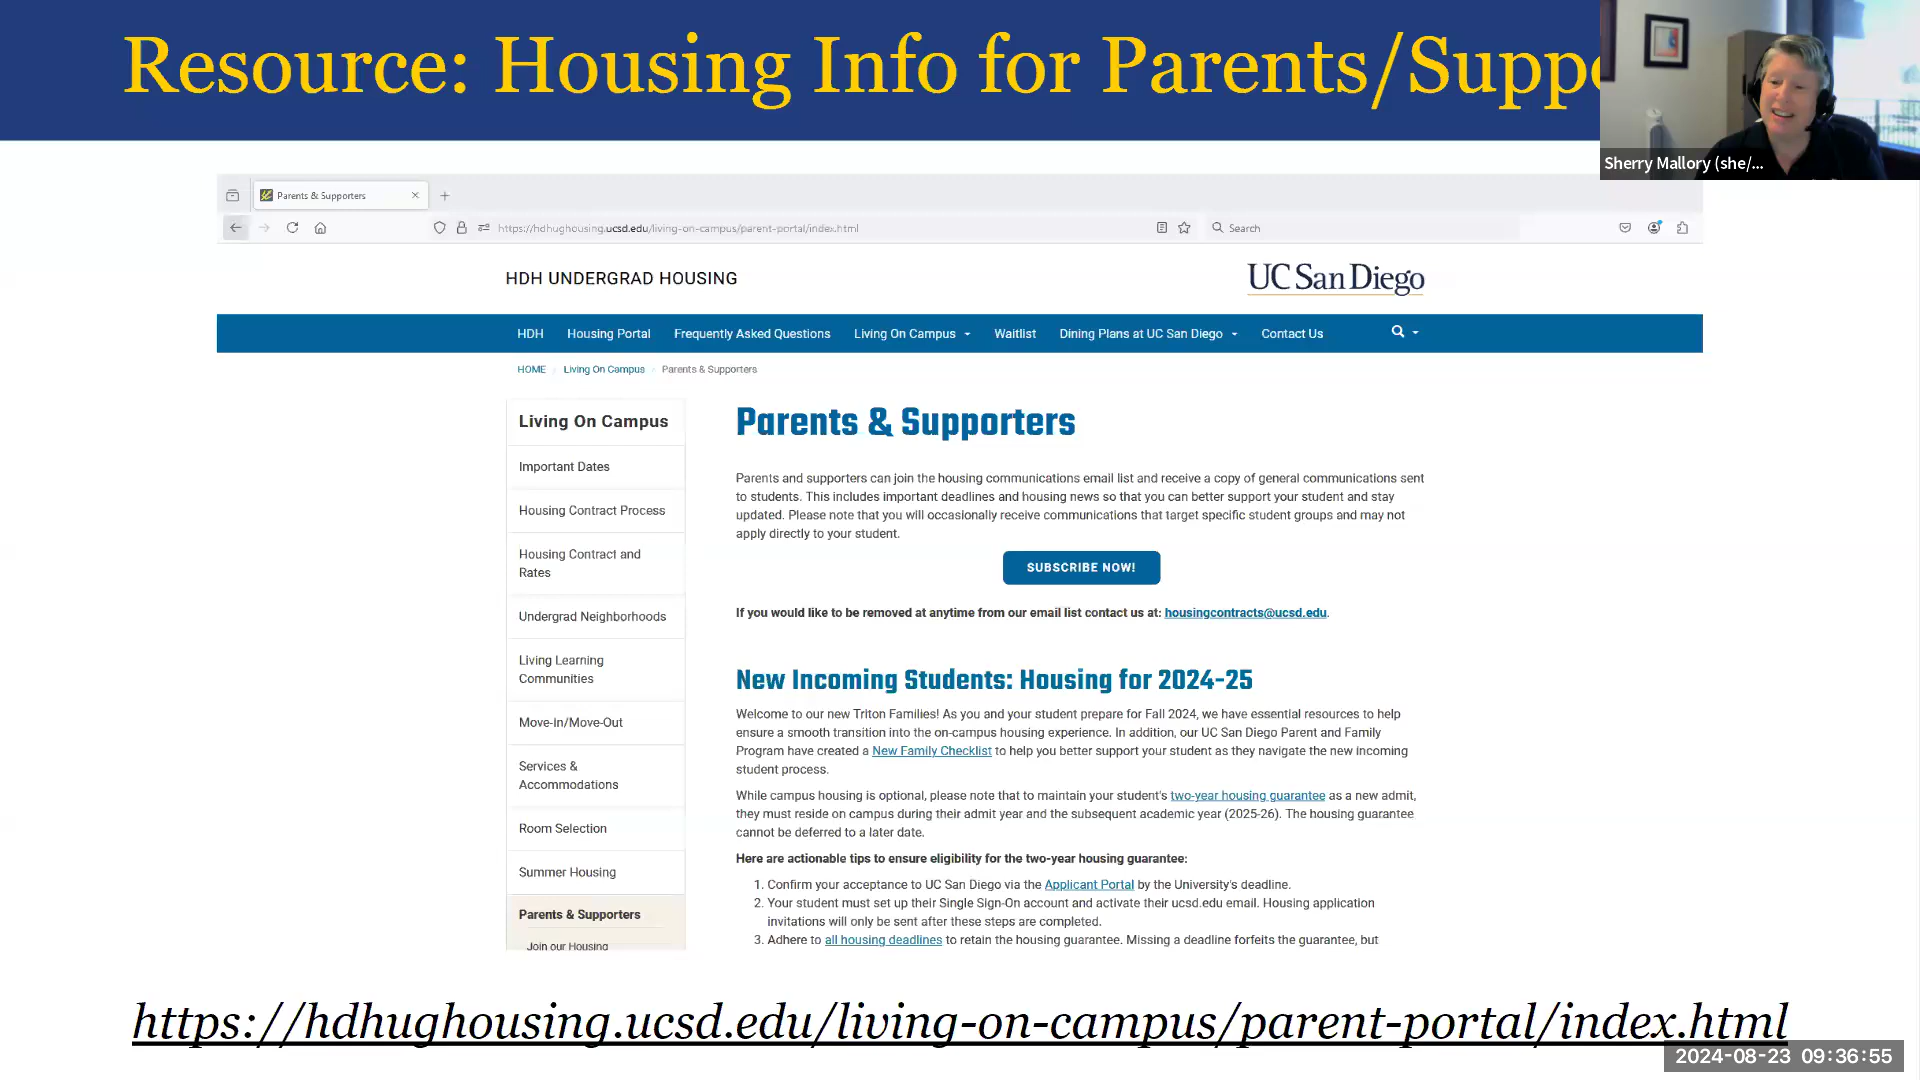 Resource: Housing Info for Parents/Suppo
Sherry Mallory (she/...
Parents & Supporters
https://hdhughousing.ucsd.edu/living-on-campus/parent-portal/index.html
Search
HDH UNDERGRAD HOUSING
UC San Diego
HDH Housing Portal Frequently Asked Questions Living On Campus Waitlist Dining Plans at UC San Diego Contact Us
HOME / Living On Campus / Parents & Supporters
Living On Campus
Important Dates
Housing Contract Process
Housing Contract and
Rates
Undergrad Neighborhoods
Living Learning
Communities
Move-in/Move-Out
Services &
Accommodations
Room Selection
Summer Housing
Parents & Supporters
Join our Housing
Parents & Supporters
Parents and supporters can join the housing communications email list and receive a copy of general communications sent
to students. This includes important deadlines and housing news so that you can better support your student and stay
updated. Please note that you will occasionally receive communications that target specific student groups and may not
apply directly to your student.
SUBSCRIBE NOW!
If you would like to be removed at anytime from our email list contact us at: housingcontracts@ucsd.edu.
New Incoming Students: Housing for 2024-25
Welcome to our new Triton Families! As you and your student prepare for Fall 2024, we have essential resources to help
ensure a smooth transition into the on-campus housing experience. In addition, our UC San Diego Parent and Family
Program have created a New Family Checklist to help you better support your student as they navigate the new incoming
student process.
While campus housing is optional, please note that to maintain your student's two-year housing guarantee as a new admit,
they must reside on campus during their admit year and the subsequent academic year (2025-26). The housing guarantee
cannot be deferred to a later date.
Here are actionable tips to ensure eligibility for the two-year housing guarantee:
1. Confirm your acceptance to UC San Diego via the Applicant Portal by the University's deadline.
2. Your student must set up their Single Sign-On account and activate their ucsd.edu email. Housing application
invitations will only be sent after these steps are completed.
3. Adhere to all housing deadlines to retain the housing guarantee. Missing a deadline forfeits the guarantee, but
https://hdhughousing.ucsd.edu/living-on-campus/parent-portal/index.html
2024-08-23 09:36:55